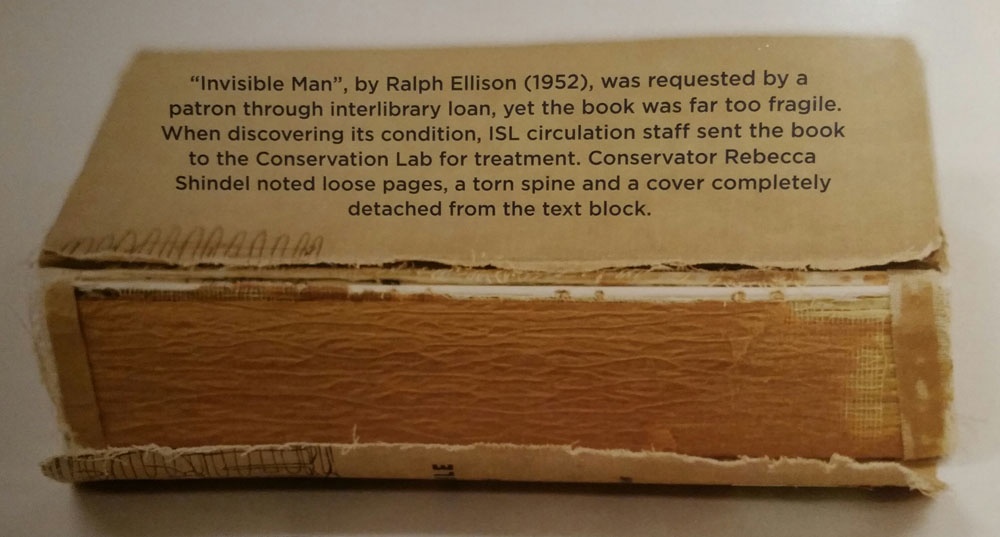 “Invisible Man”, by Ralph Ellison (1952), was requested by a
patron through interlibrary loan, yet the book was far too fragile.
When discovering its condition, ISL circulation staff sent the book
to the Conservation Lab for treatment. Conservator Rebecca
Shindel noted loose pages, a torn spine and a cover completely
detached from the text block.